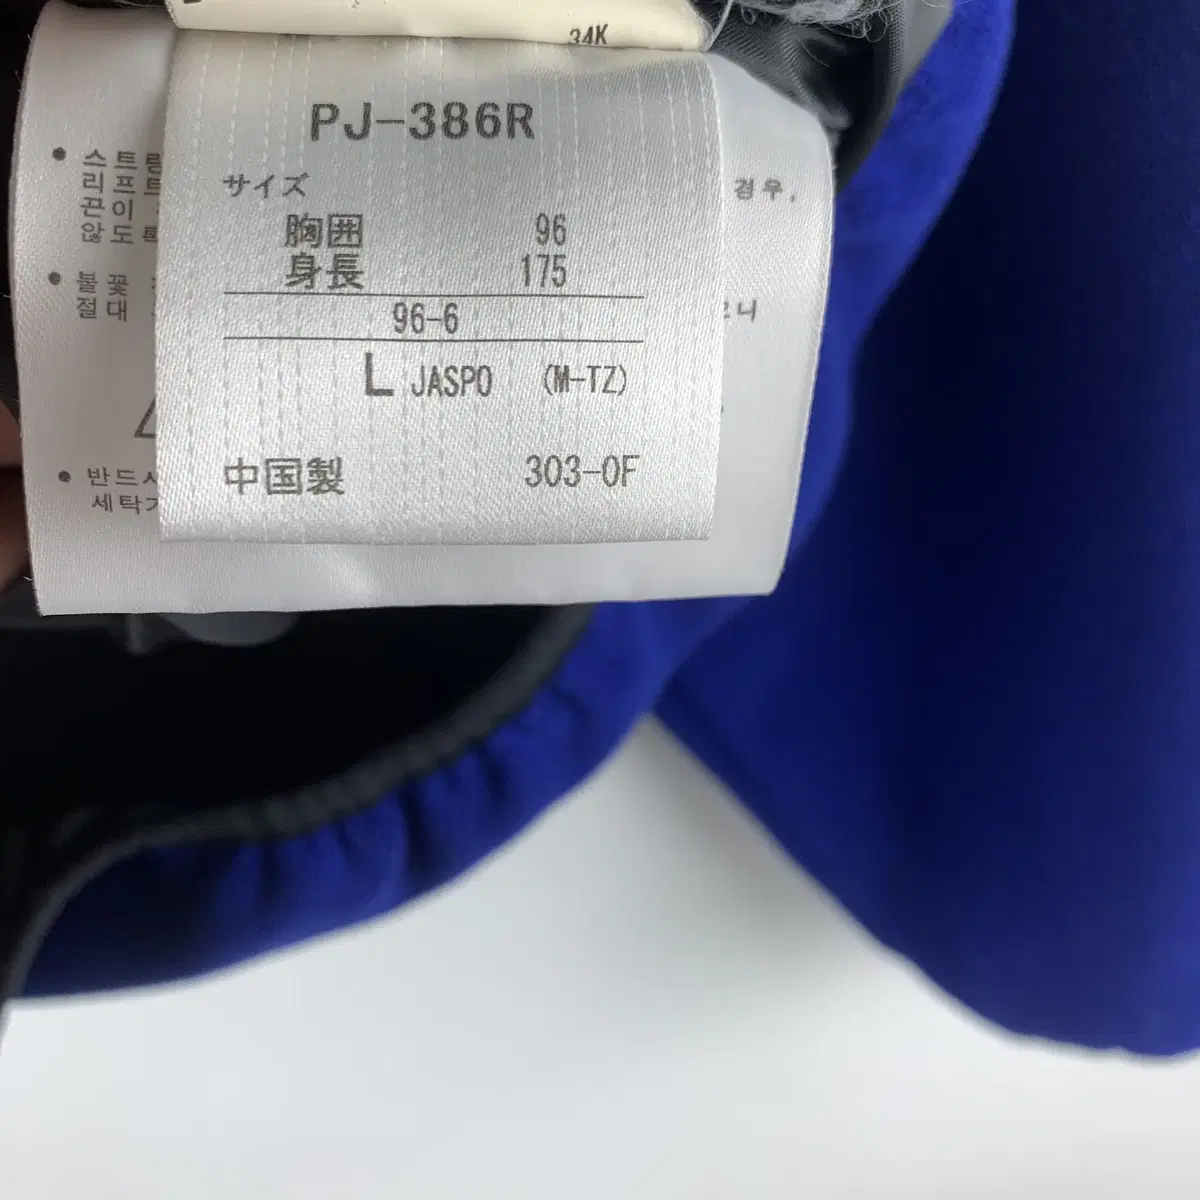 34K
PJ-386R
サイズ
胸囲 96
身長 175
96-6
L JASPO (M-TZ)
中国製 303-0F
스트링
리프트
끈이
않도록
경우,
불꽃
절대
오니
반드시
세탁기